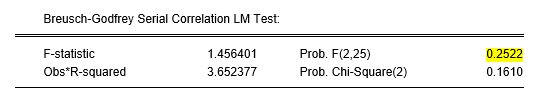 Breusch-Godfrey Serial Correlation LM Test:
F-statistic 1.456401 Prob. F(2,25) 0.2522
Obs*R-squared 3.652377 Prob. Chi-Square(2) 0.1610